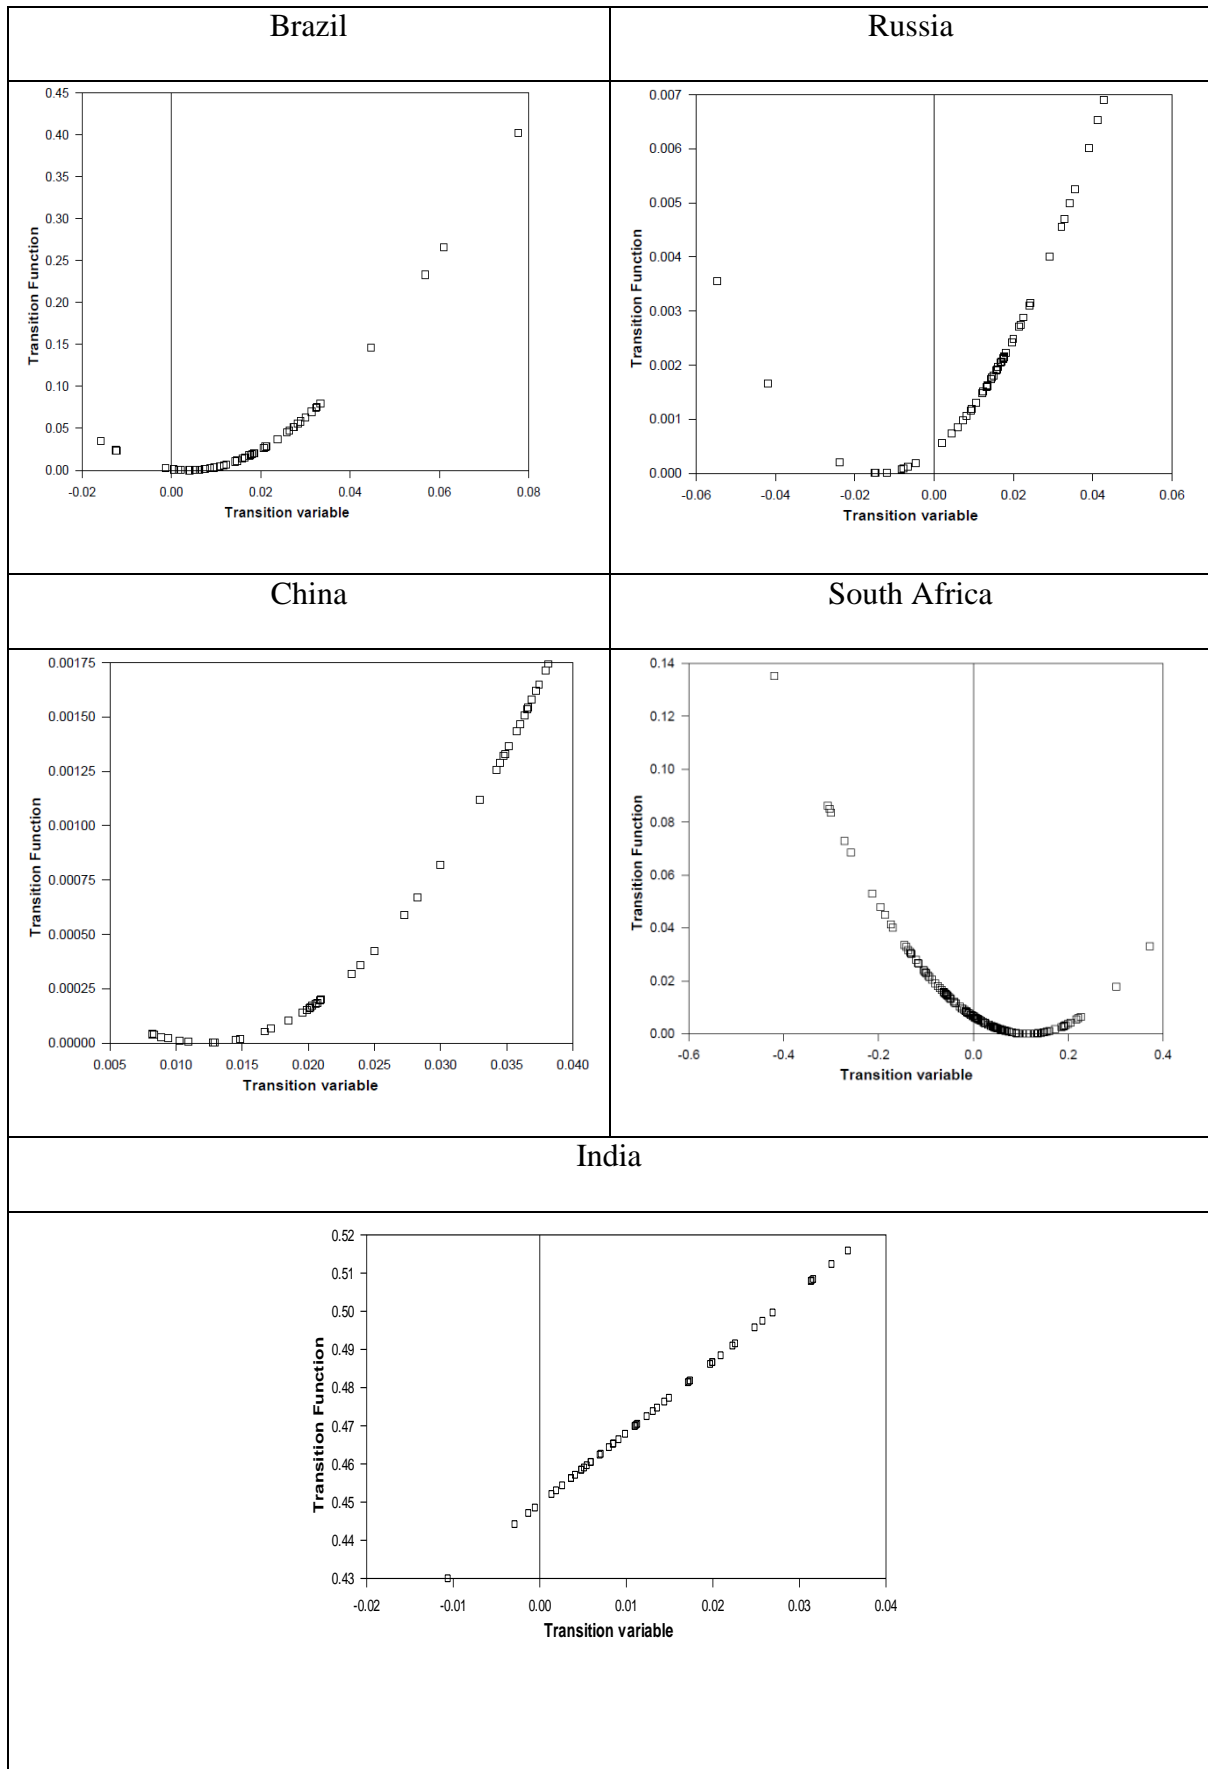 Brazil
Russia
0.45
0.40
0.35
0.30
0.25
0.20
0.15
0.10
0.05
0.00
Transition Function
-0.02 0.00 0.02 0.04 0.06 0.08
Transition variable
0.007
0.006
0.005
0.004
0.003
0.002
0.001
0.000
Transition Function
-0.06 -0.04 -0.02 0.00 0.02 0.04 0.06
Transition variable
China
South Africa
0.00175
0.00150
0.00125
0.00100
0.00075
0.00050
0.00025
0.00000
Transition Function
0.005 0.010 0.015 0.020 0.025 0.030 0.035 0.040
Transition variable
0.14
0.12
0.10
0.08
0.06
0.04
0.02
0.00
Transition Function
-0.6 -0.4 -0.2 0.0 0.2 0.4
Transition variable
India
0.52
0.51
0.50
0.49
0.48
0.47
0.46
0.45
0.44
0.43
Transition Function
-0.02 -0.01 0.00 0.01 0.02 0.03 0.04
Transition variable